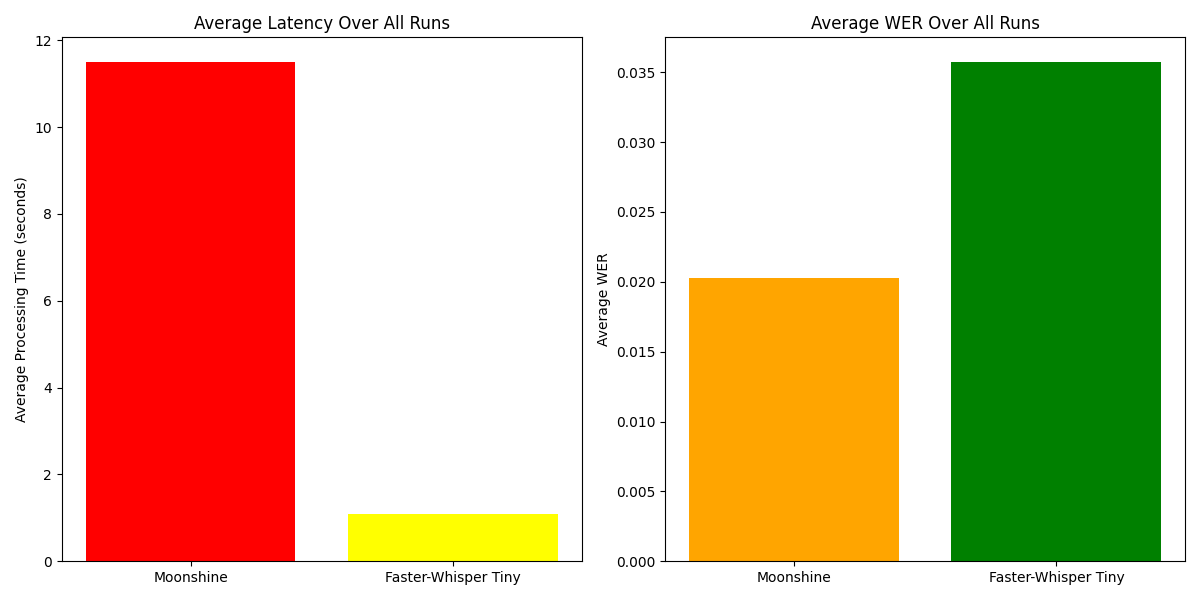 Average Latency Over All Runs
Average Processing Time (seconds)
12
10
8
6
4
2
0
Moonshine
Faster-Whisper Tiny
Average WER Over All Runs
Average WER
0.035
0.030
0.025
0.020
0.015
0.010
0.005
0.000
Moonshine
Faster-Whisper Tiny